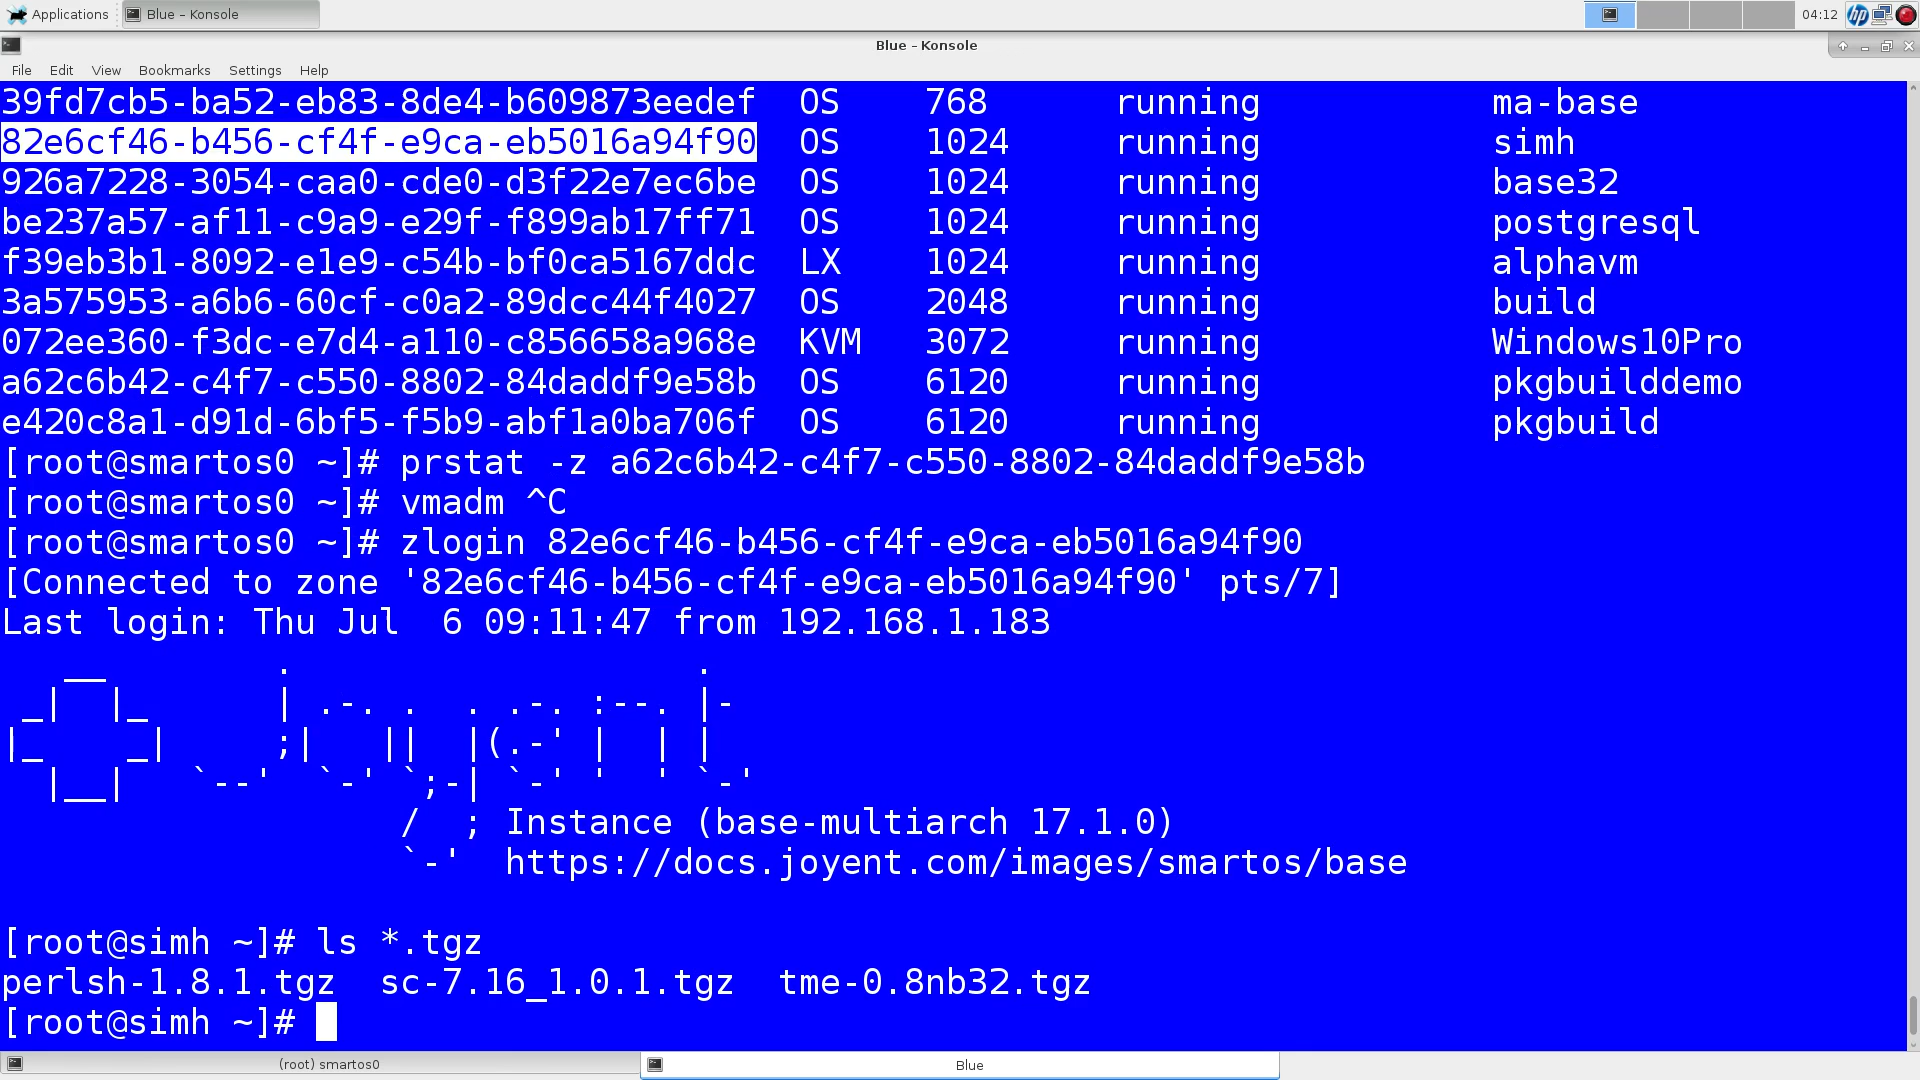 Applications Blue – Konsole 04:12
Blue – Konsole
File Edit View Bookmarks Settings Help
39fd7cb5-ba52-eb83-8de4-b609873eedef  OS    768      running           ma-base
82e6cf46-b456-cf4f-e9ca-eb5016a94f90  OS    1024     running           simh
926a7228-3054-caa0-cde0-d3f22e7ec6be  OS    1024     running           base32
be237a57-af11-c9a9-e29f-f899ab17ff71  OS    1024     running           postgresql
f39eb3b1-8092-e1e9-c54b-bf0ca5167ddc  LX    1024     running           alphavm
3a575953-a6b6-60cf-c0a2-89dcc44f4027  OS    2048     running           build
072ee360-f3dc-e7d4-a110-c856658a968e  KVM   3072     running           Windows10Pro
a62c6b42-c4f7-c550-8802-84daddf9e58b  OS    6120     running           pkgbuilddemo
e420c8a1-d91d-6bf5-f5b9-abf1a0ba706f  OS    6120     running           pkgbuild
[root@smartos0 ~]# prstat -z a62c6b42-c4f7-c550-8802-84daddf9e58b
[root@smartos0 ~]# vmadm ^C
[root@smartos0 ~]# zlogin 82e6cf46-b456-cf4f-e9ca-eb5016a94f90
[Connected to zone '82e6cf46-b456-cf4f-e9ca-eb5016a94f90' pts/7]
Last login: Thu Jul  6 09:11:47 from 192.168.1.183
   __        .                   .
 _|  |_      | .-. .  . .-. :--. |-
|_    _|     ;|   ||  |(.-' |  | |
  |__|   `--'  `-' `;-| `-' '  ' `-'
                   /  ; Instance (base-multiarch 17.1.0)
                   `-'  https://docs.joyent.com/images/smartos/base
[root@simh ~]# ls *.tgz
perlsh-1.8.1.tgz  sc-7.16_1.0.1.tgz  tme-0.8nb32.tgz
[root@simh ~]#
(root) smartos0 Blue